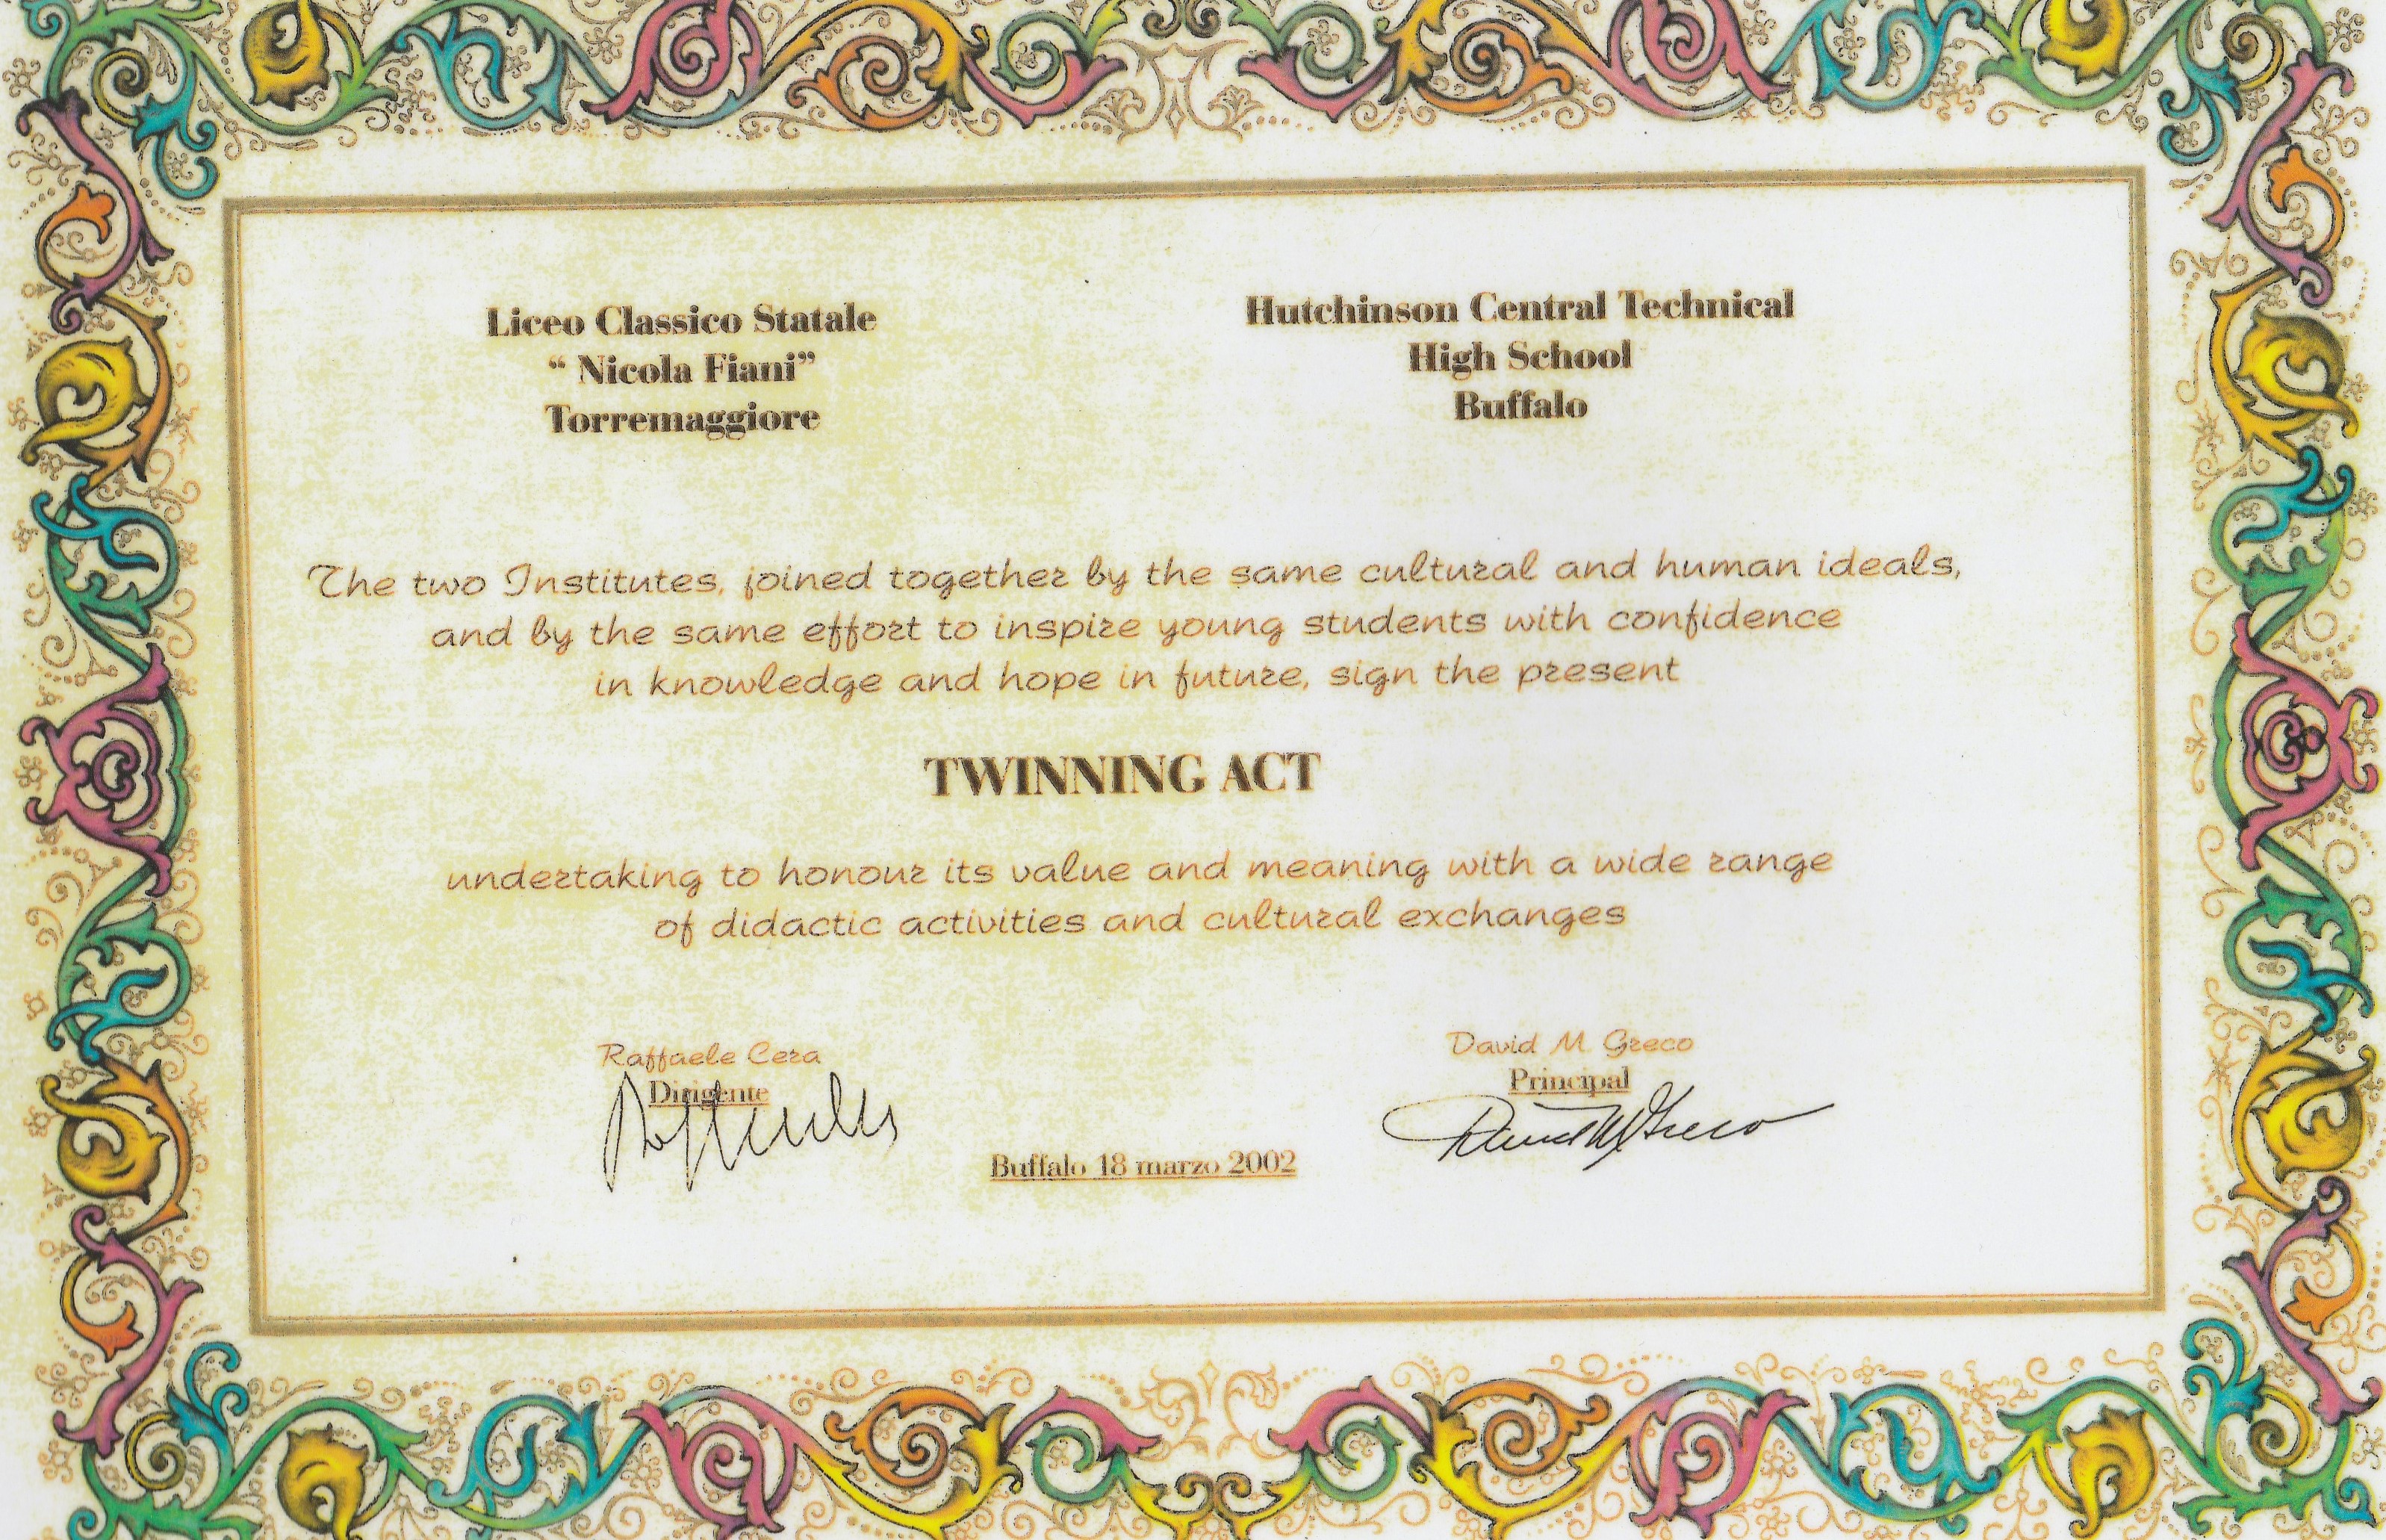 Liceo Classico Statale
“ Nicola Fiani”
Torremaggiore
Hutchinson Central Technical
High School
Buffalo
The two Institutes, joined together by the same cultural and human ideals,
and by the same effort to inspire young students with confidence
in knowledge and hope in future, sign the present
TWINNING ACT
undertaking to honour its value and meaning with a wide range
of didactic activities and cultural exchanges
Raffaele Cera
Dirigente
David M. Greco
Principal
David M Greco
Buffalo 18 marzo 2002